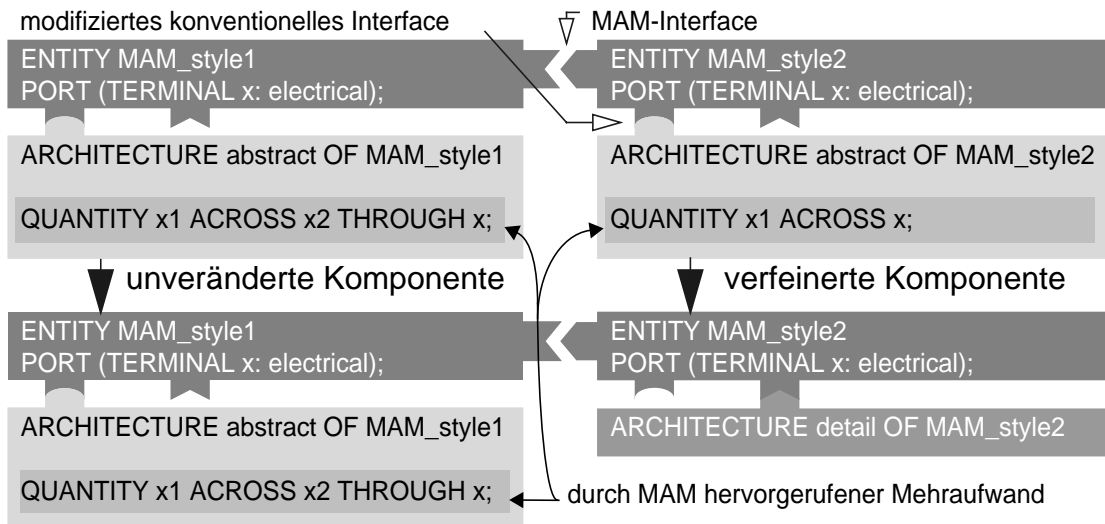 modifiziertes konventionelles Interface
MAM-Interface
ENTITY MAM_style1
PORT (TERMINAL x: electrical);
ENTITY MAM_style2
PORT (TERMINAL x: electrical);
ARCHITECTURE abstract OF MAM_style1
QUANTITY x1 ACROSS x2 THROUGH x;
ARCHITECTURE abstract OF MAM_style2
QUANTITY x1 ACROSS x;
unveränderte Komponente
verfeinerte Komponente
ENTITY MAM_style1
PORT (TERMINAL x: electrical);
ENTITY MAM_style2
PORT (TERMINAL x: electrical);
ARCHITECTURE abstract OF MAM_style1
QUANTITY x1 ACROSS x2 THROUGH x;
ARCHITECTURE detail OF MAM_style2
durch MAM hervorgerufener Mehraufwand